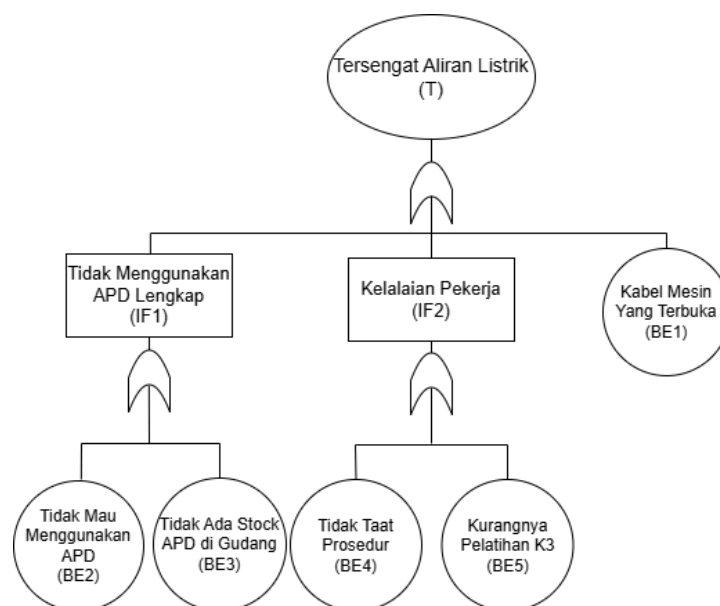 Tersengat Aliran Listrik
(T)
Tidak Menggunakan
APD Lengkap
(IF1)
Kelalaian Pekerja
(IF2)
Kabel Mesin
Yang Terbuka
(BE1)
Tidak Mau
Menggunakan
APD
(BE2)
Tidak Ada Stock
APD di Gudang
(BE3)
Tidak Taat
Prosedur
(BE4)
Kurangnya
Pelatihan K3
(BE5)